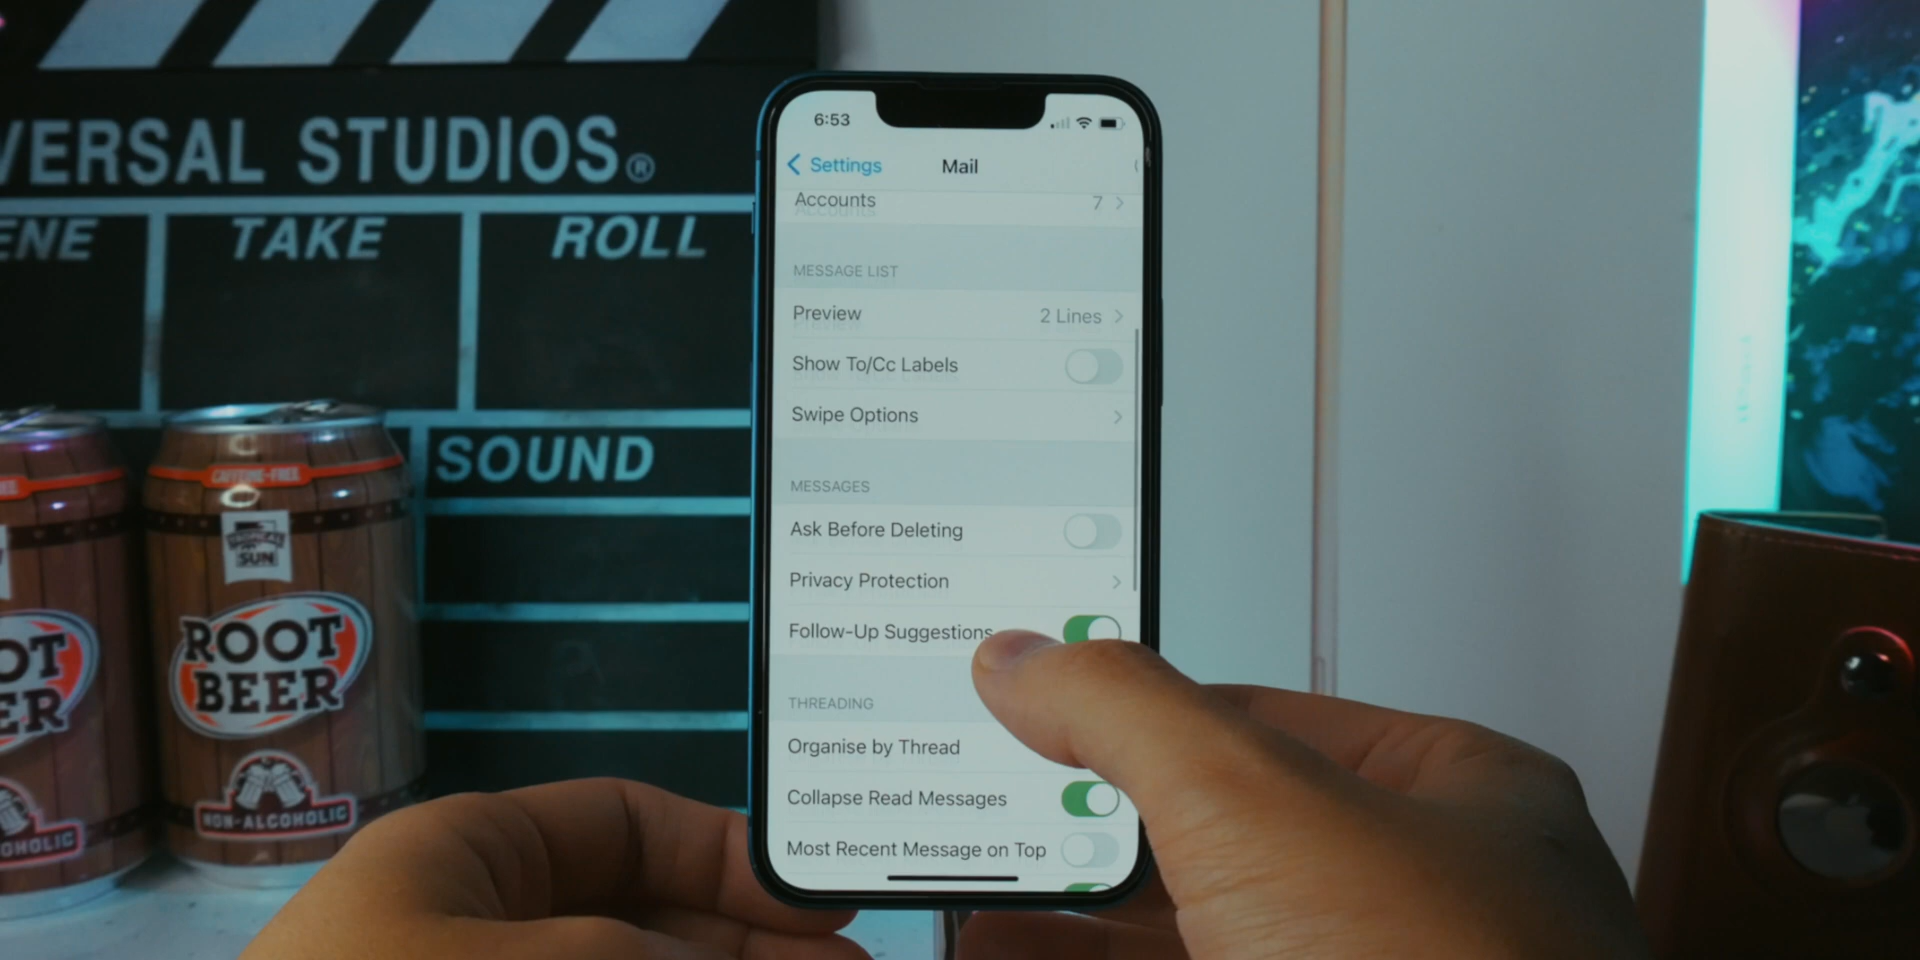 VERSAL STUDIOS®
ENE TAKE ROLL
SOUND
6:53
Settings Mail
Accounts 7
MESSAGE LIST
Preview 2 Lines
Show To/Cc Labels
Swipe Options
MESSAGES
Ask Before Deleting
Privacy Protection
Follow-Up Suggestions
THREADING
Organise by Thread
Collapse Read Messages
Most Recent Message on Top
CAFFEINE-FREE
SUN
ROOT
BEER
NON-ALCOHOLIC
OT
ER
OHOLIC